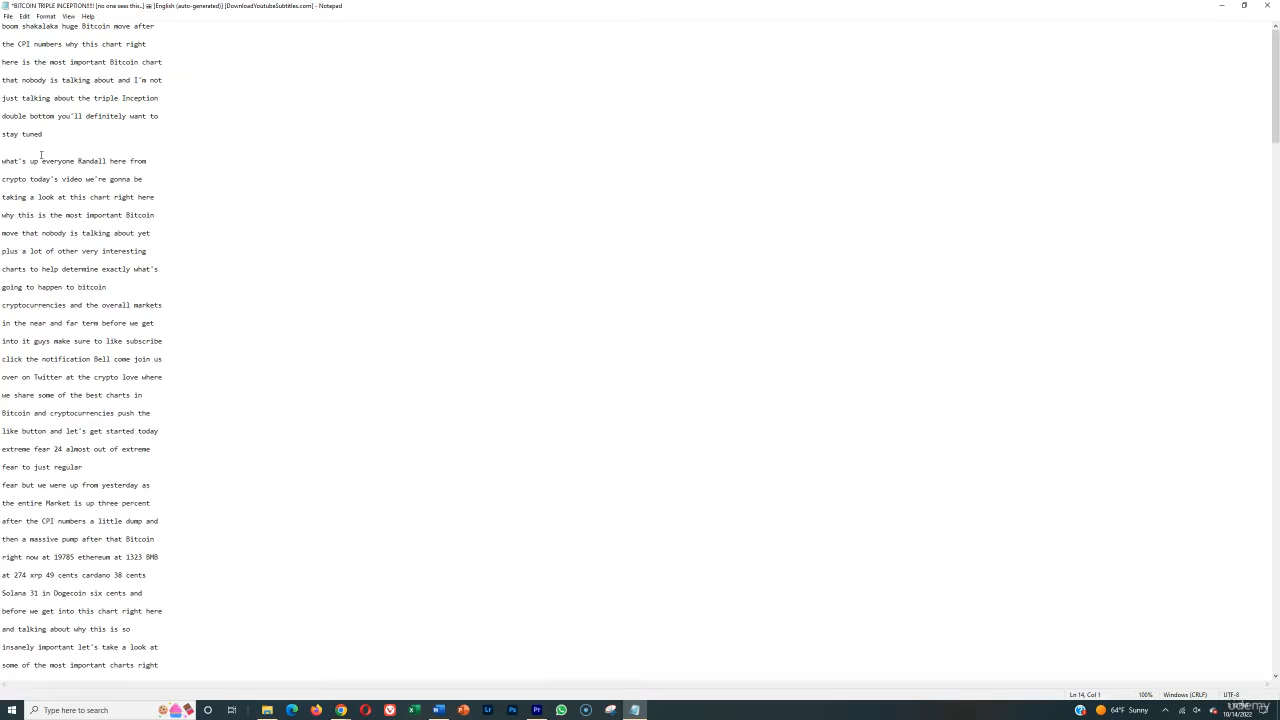 *BITCOIN TRIPLE INCEPTION!!!! [no one sees this..] [English (auto-generated)] [DownloadYoutubeSubtitles.com] - Notepad
File Edit Format View Help
boom shakalaka huge Bitcoin move after
the CPI numbers why this chart right
here is the most important Bitcoin chart
that nobody is talking about and I'm not
just talking about the triple Inception
double bottom you'll definitely want to
stay tuned
what's up everyone Randall here from
crypto today's video we're gonna be
taking a look at this chart right here
why this is the most important Bitcoin
move that nobody is talking about yet
plus a lot of other very interesting
charts to help determine exactly what's
going to happen to bitcoin
cryptocurrencies and the overall markets
in the near and far term before we get
into it guys make sure to like subscribe
click the notification Bell come join us
over on Twitter at the crypto love where
we share some of the best charts in
Bitcoin and cryptocurrencies push the
like button and let's get started today
extreme fear 24 almost out of extreme
fear to just regular
fear but we were up from yesterday as
the entire Market is up three percent
after the CPI numbers a little dump and
then a massive pump after that Bitcoin
right now at 19785 ethereum at 1323 BMB
at 274 xrp 49 cents cardano 38 cents
Solana 31 in Dogecoin six cents and
before we get into this chart right here
and talking about why this is so
insanely important let's take a look at
some of the most important charts right
Ln 14, Col 1 100% Windows (CRLF) UTF-8
Type here to search
64°F Sunny
10/14/2022
udemy